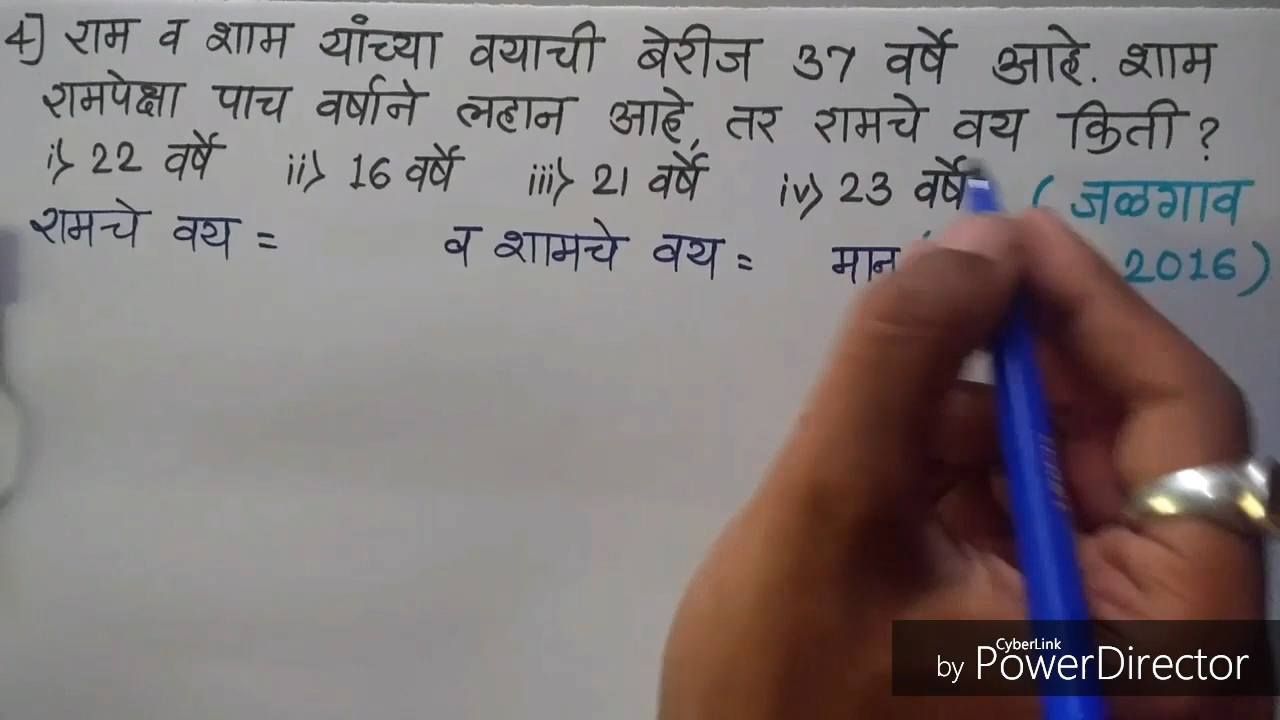 4] राम व शाम यांच्या वयाची बेरीज 37 वर्षे आहे. शाम
रामपेक्षा पाच वर्षाने लहान आहे, तर रामचे वय किती?
i) 22 वर्षे ii) 16 वर्षे iii) 21 वर्षे iv) 23 वर्षे (जळगाव
2016)
रामचे वय = व शामचे वय = मान
CyberLink
by PowerDirector